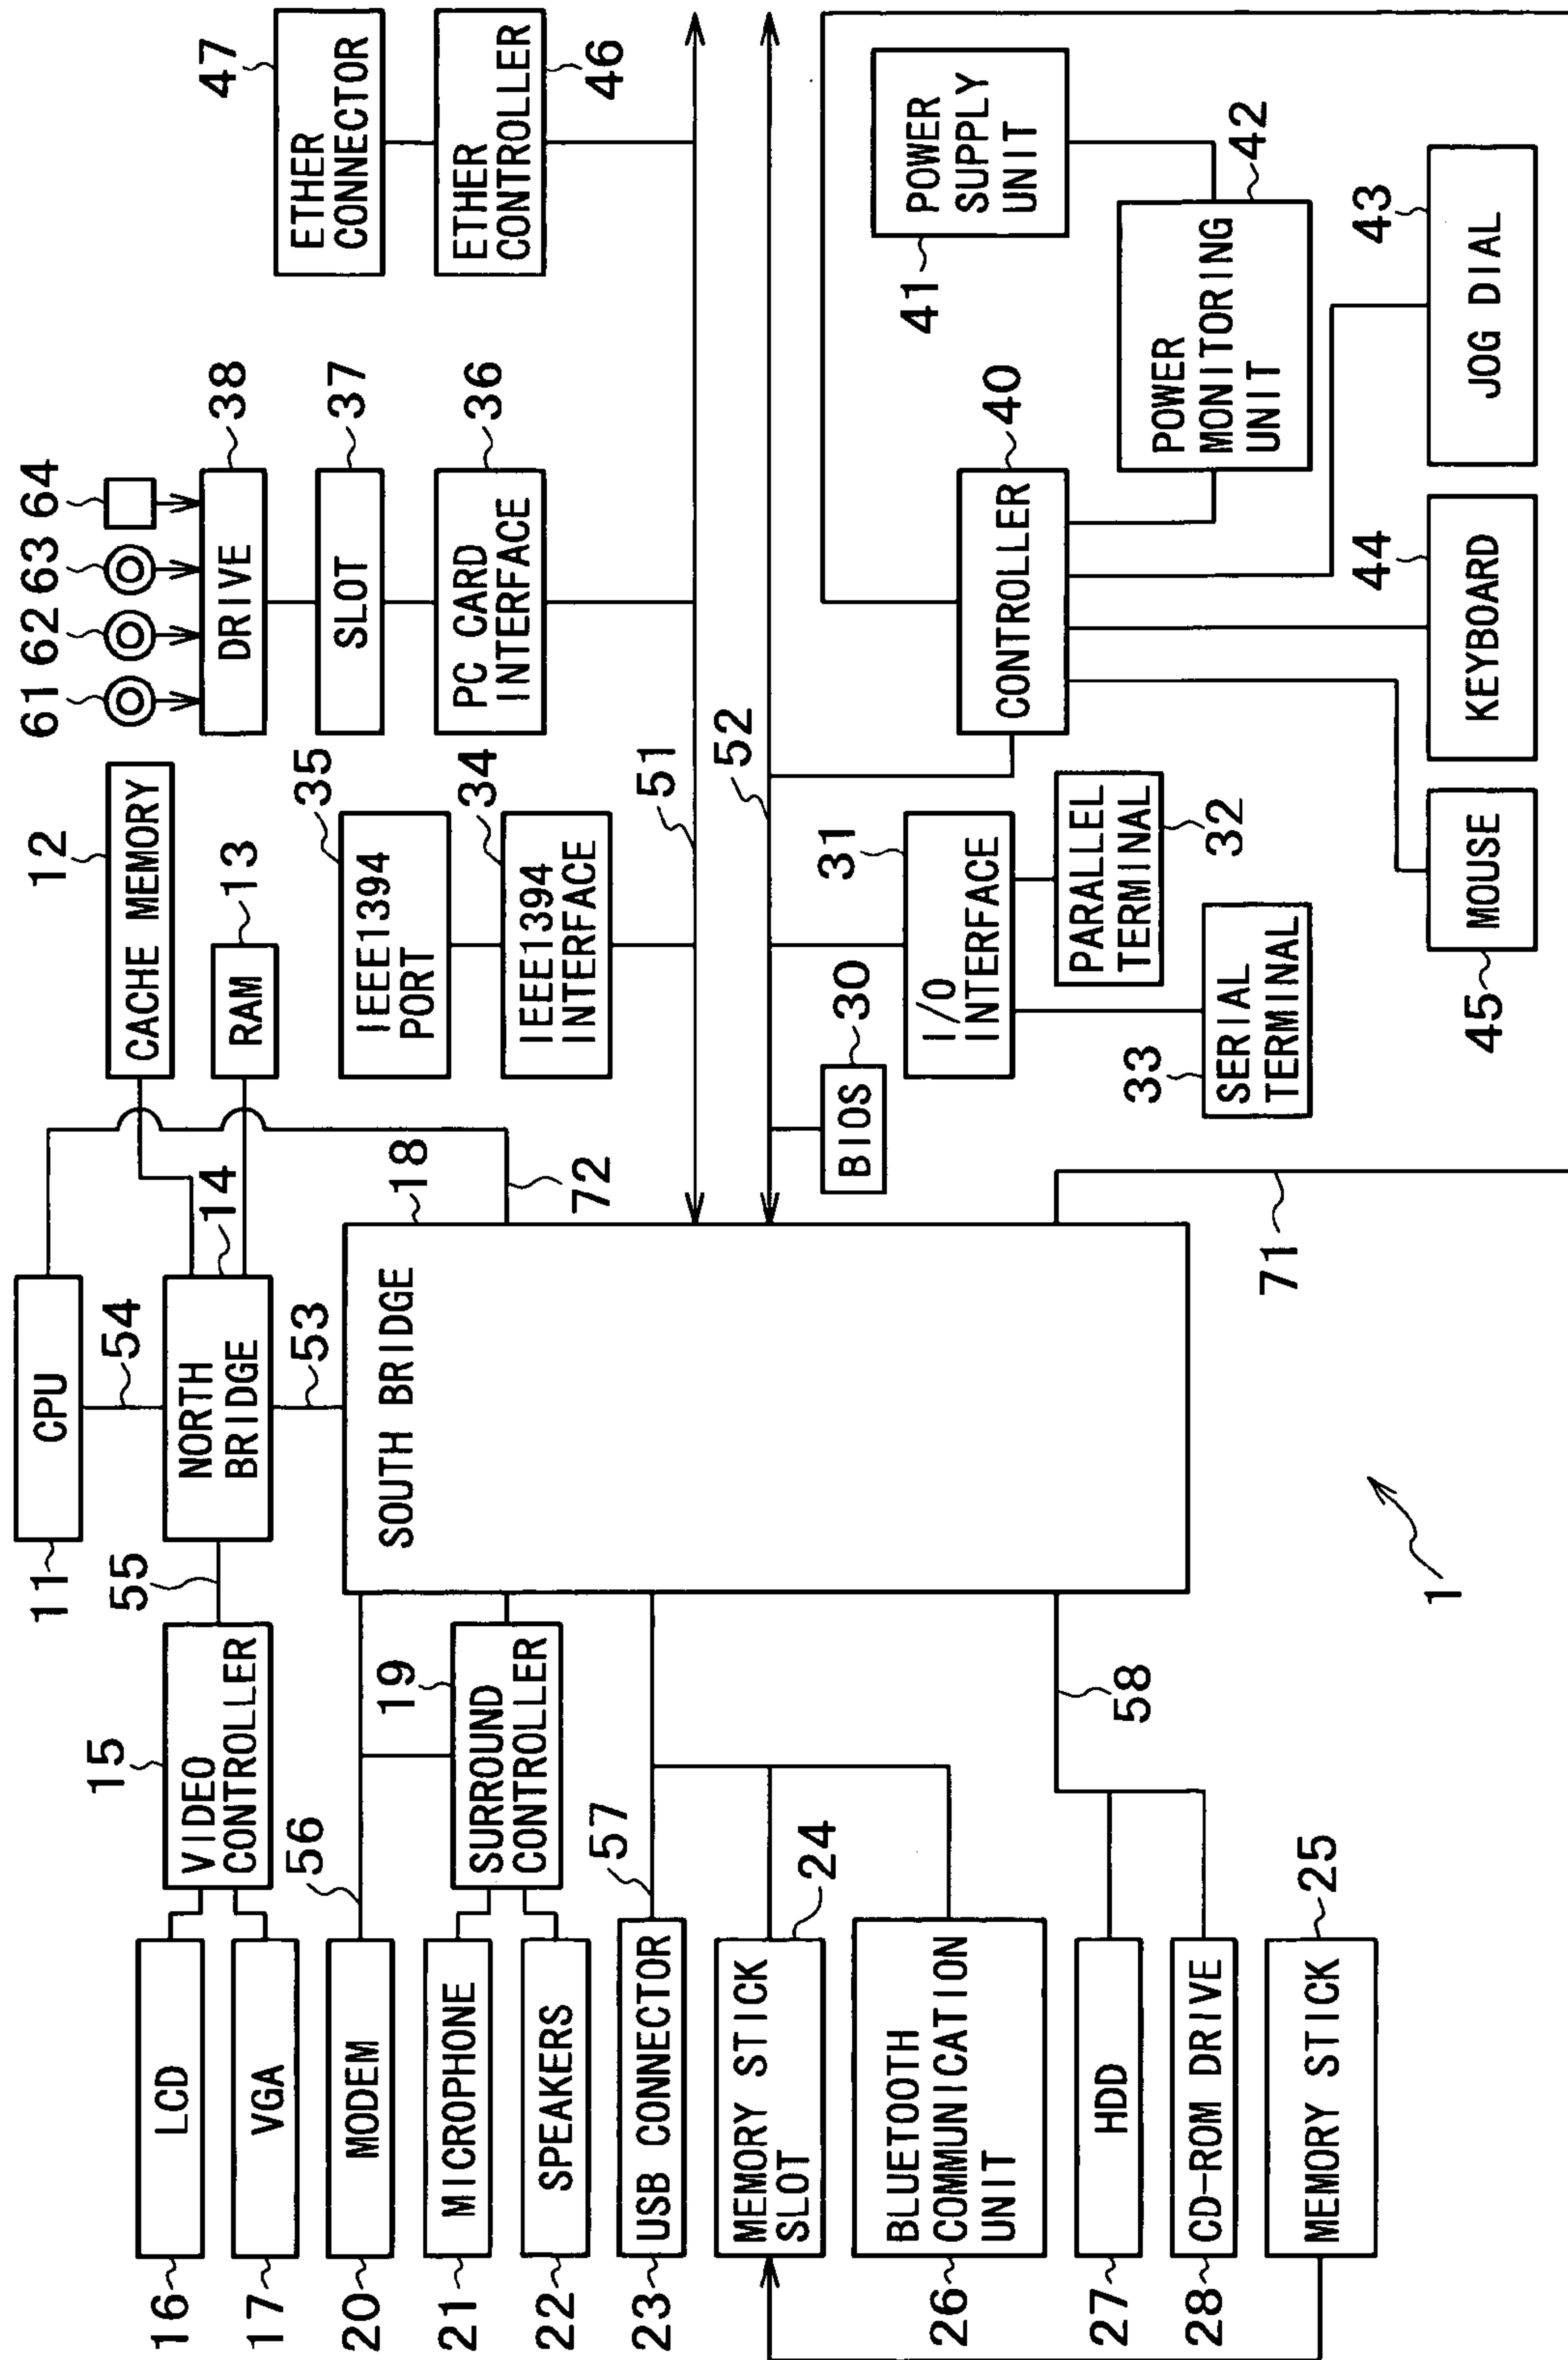 11
CPU
54
12
CACHE MEMORY
13
RAM
14
NORTH
BRIDGE
53
55
15
VIDEO
CONTROLLER
16
LCD
17
VGA
18
SOUTH BRIDGE
72
56
20
MODEM
19
SURROUND
CONTROLLER
21
MICROPHONE
22
SPEAKERS
57
23
USB CONNECTOR
24
MEMORY STICK
SLOT
26
BLUETOOTH
COMMUNICATION
UNIT
58
27
HDD
28
CD-ROM DRIVE
25
MEMORY STICK
35
IEEE1394
PORT
34
IEEE1394
INTERFACE
61
62
63
64
38
DRIVE
37
SLOT
36
PC CARD
INTERFACE
47
ETHER
CONNECTOR
46
ETHER
CONTROLLER
51
52
30
BIOS
31
I/O
INTERFACE
32
PARALLEL
TERMINAL
33
SERIAL
TERMINAL
40
CONTROLLER
41
POWER
SUPPLY
UNIT
42
POWER
MONITORING
UNIT
45
MOUSE
44
KEYBOARD
43
JOG DIAL
71
1